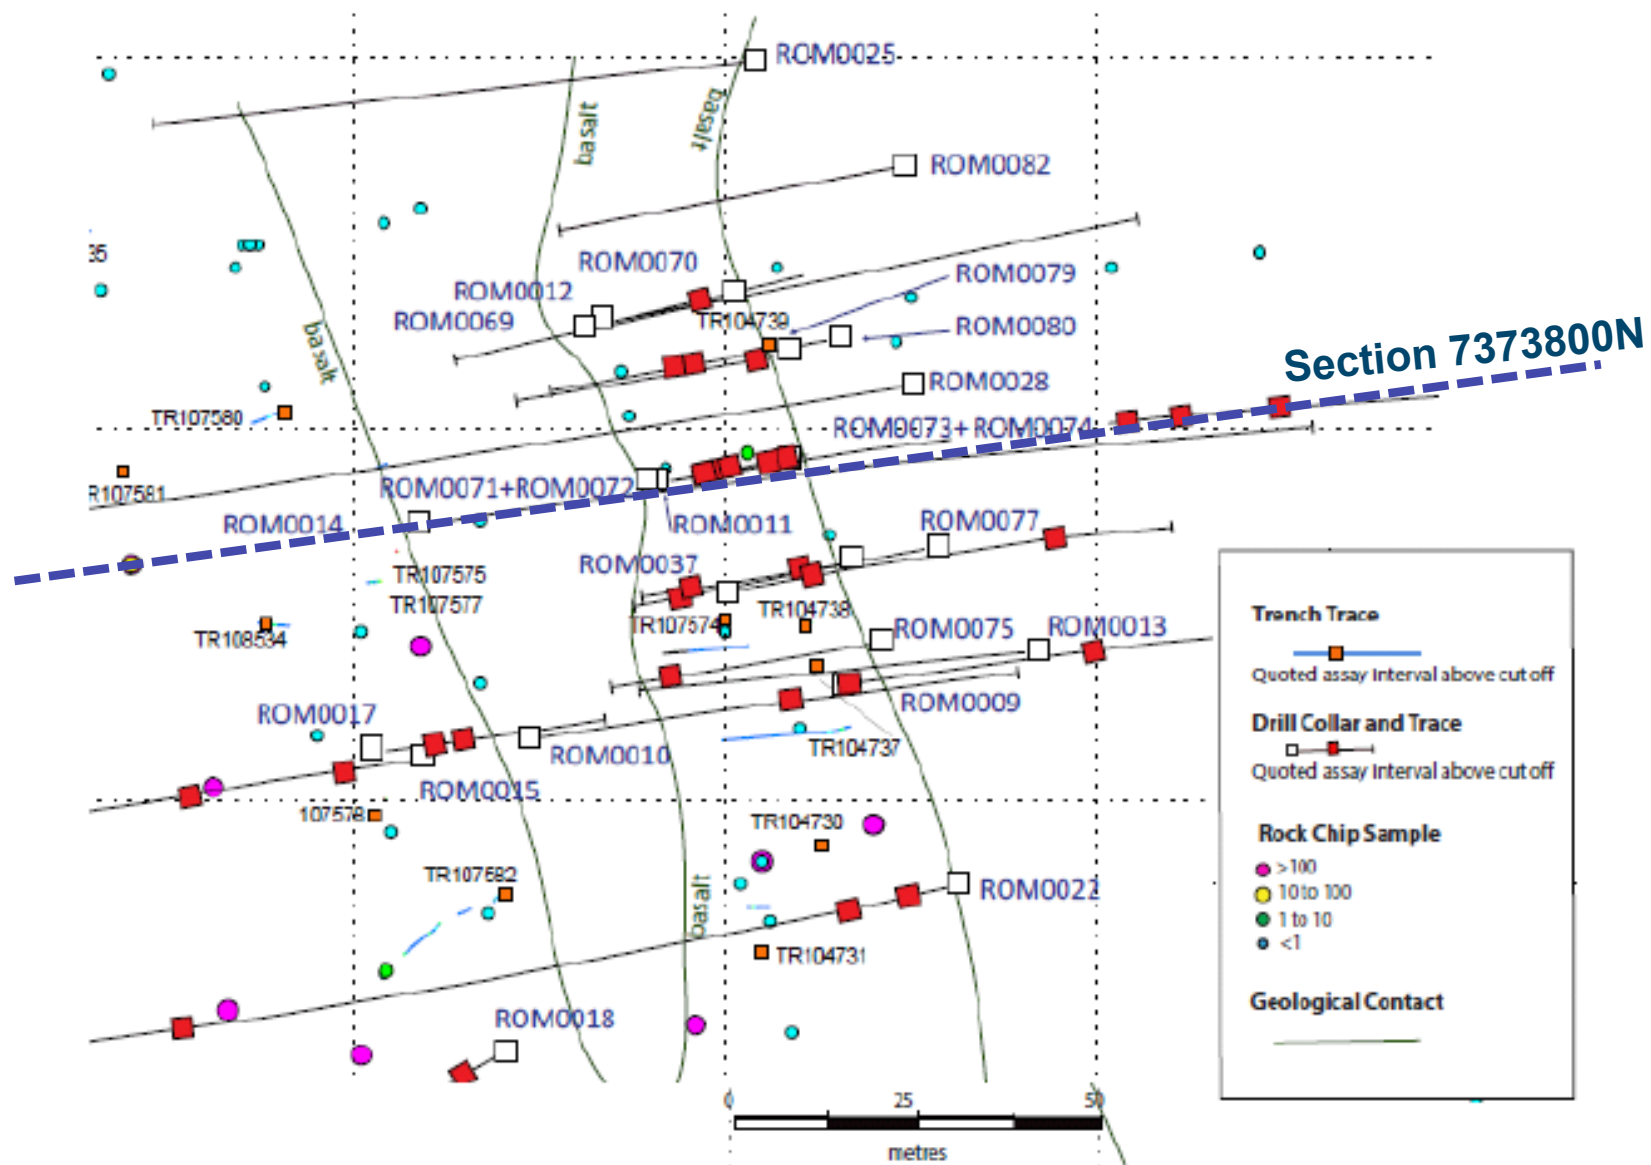 ROM0025
basalt
basalt
ROM0082
35
ROM0070
ROM0079
ROM0012
ROM0069
TR104739
ROM0080
basalt
Section 7373800N
ROM0028
TR107580
ROM0073+ ROM0074
R107581
ROM0071+ROM0072
ROM0014
ROM0011
ROM0077
ROM0037
TR107575
TR107577
TR104738
TR107574
TR108534
ROM0075
ROM0013
Trench Trace
Quoted assay interval above cut off
ROM0017
ROM0009
Drill Collar and Trace
TR104737
ROM0010
Quoted assay interval above cut off
ROM0015
107578
TR104730
Rock Chip Sample
>100
TR107582
10 to 100
ROM0022
basalt
1 to 10
<1
TR104731
Geological Contact
ROM0018
0 25 50
metres